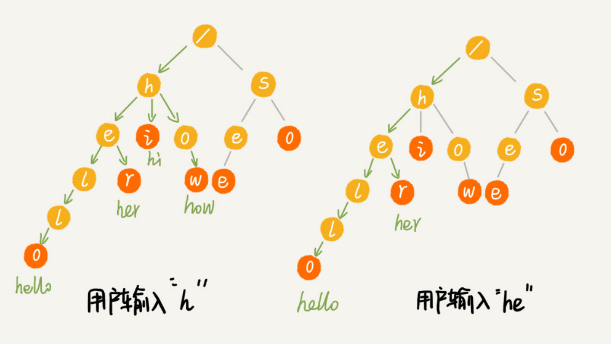 / /
h S h S
e i o e o e i o e o
hi
l r w e l r w e
her how her
l l
o o
hello hello
用户输入"h" 用户输入"he"